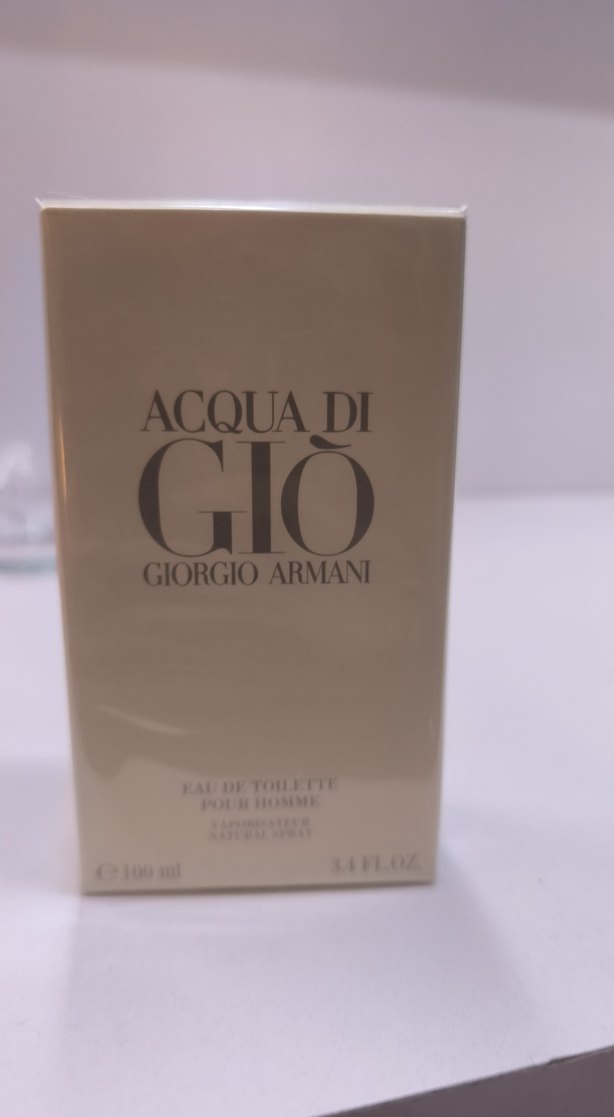 ACQUA DI
GIÒ
GIORGIO ARMANI
EAU DE TOILETTE
POUR HOMME
VAPORISATEUR
NATURAL SPRAY
℮ 100 ml
3.4 FL.OZ.